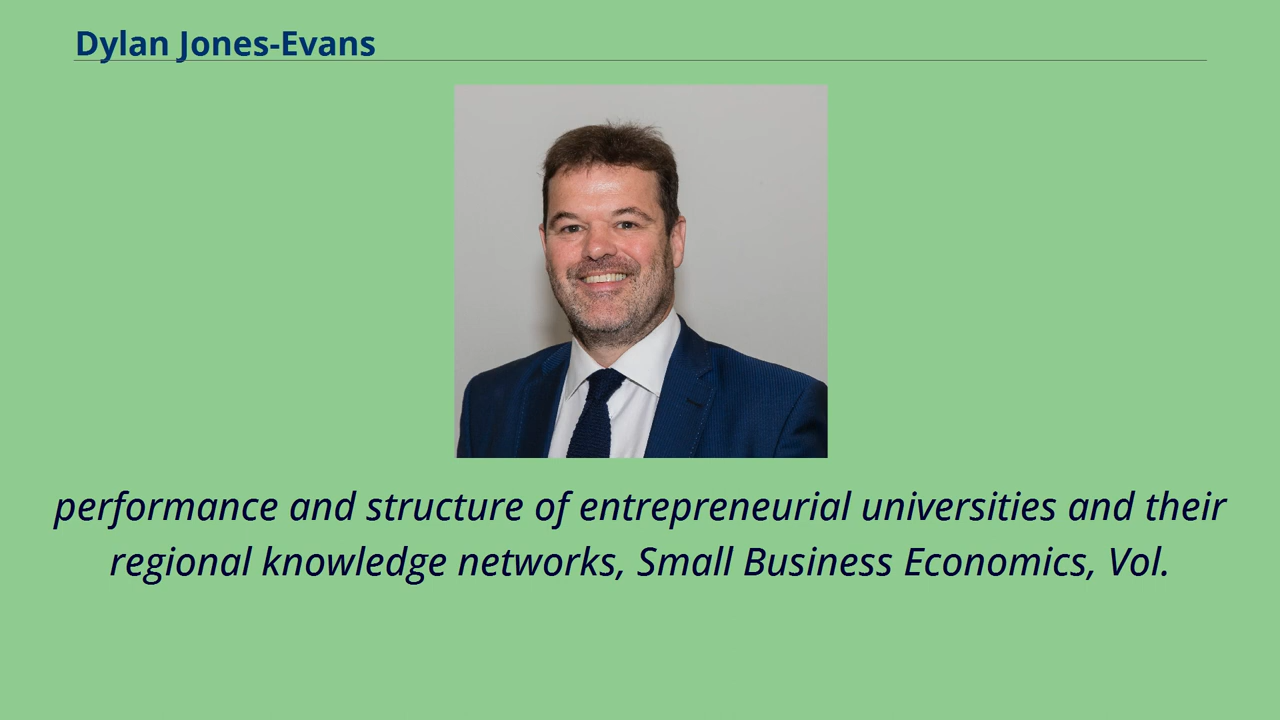 Dylan Jones-Evans
performance and structure of entrepreneurial universities and their
regional knowledge networks, Small Business Economics, Vol.